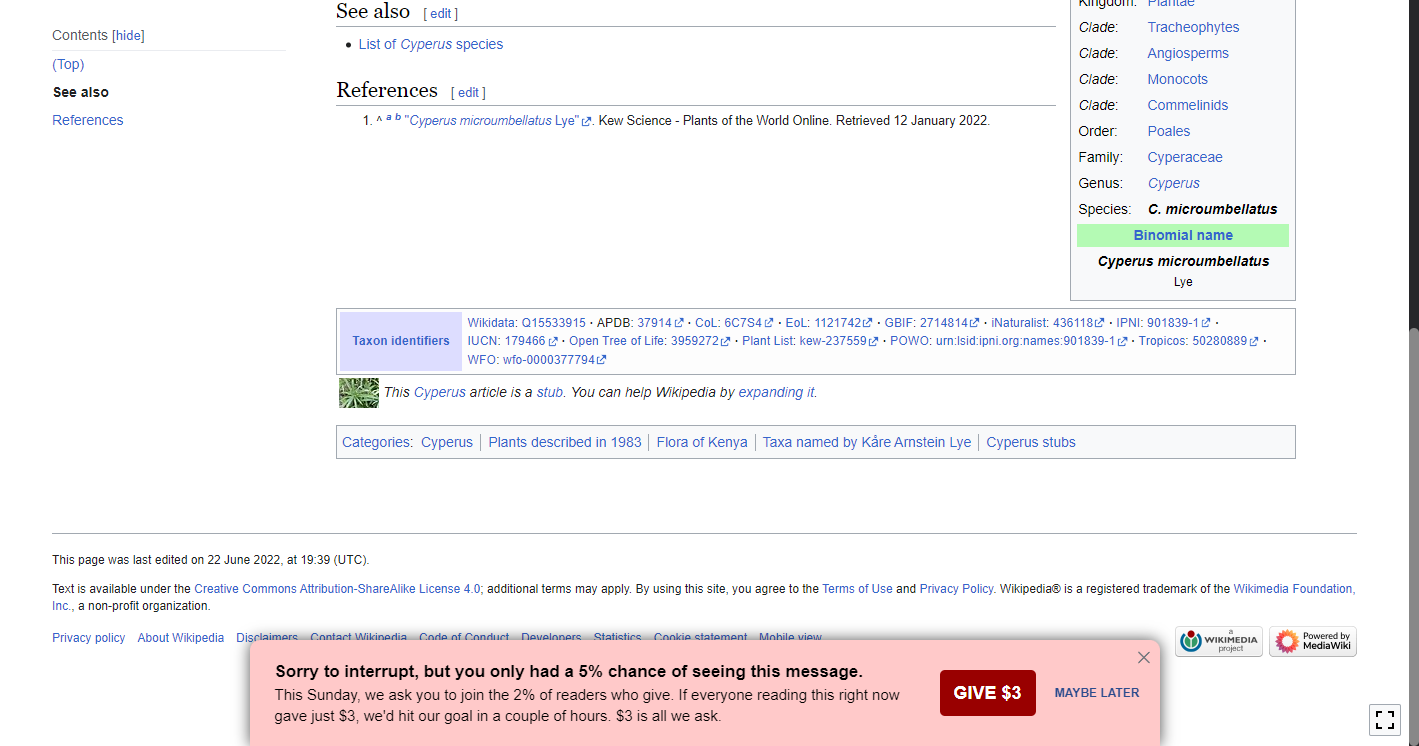 Contents [hide]
(Top)
See also
References
See also [ edit ]
• List of Cyperus species
References [ edit ]
1. ^ a b "Cyperus microumbellatus Lye". Kew Science - Plants of the World Online. Retrieved 12 January 2022.
Kingdom: Plantae
Clade: Tracheophytes
Clade: Angiosperms
Clade: Monocots
Clade: Commelinids
Order: Poales
Family: Cyperaceae
Genus: Cyperus
Species: C. microumbellatus
Binomial name
Cyperus microumbellatus
Lye
Taxon identifiers
Wikidata: Q15533915 · APDB: 37914 · CoL: 6C7S4 · EoL: 1121742 · GBIF: 2714814 · iNaturalist: 436118 · IPNI: 901839-1 ·
IUCN: 179466 · Open Tree of Life: 3959272 · Plant List: kew-237559 · POWO: urn:lsid:ipni.org:names:901839-1 · Tropicos: 50280889 ·
WFO: wfo-0000377794
This Cyperus article is a stub. You can help Wikipedia by expanding it.
Categories: Cyperus | Plants described in 1983 | Flora of Kenya | Taxa named by Kåre Arnstein Lye | Cyperus stubs
This page was last edited on 22 June 2022, at 19:39 (UTC).
Text is available under the Creative Commons Attribution-ShareAlike License 4.0; additional terms may apply. By using this site, you agree to the Terms of Use and Privacy Policy. Wikipedia® is a registered trademark of the Wikimedia Foundation,
Inc., a non-profit organization.
Privacy policy About Wikipedia Disclaimers Contact Wikipedia Code of Conduct Developers Statistics Cookie statement Mobile view
a
WIKIMEDIA
project
Powered by
MediaWiki
Sorry to interrupt, but you only had a 5% chance of seeing this message.
This Sunday, we ask you to join the 2% of readers who give. If everyone reading this right now
gave just $3, we'd hit our goal in a couple of hours. $3 is all we ask.
GIVE $3
MAYBE LATER